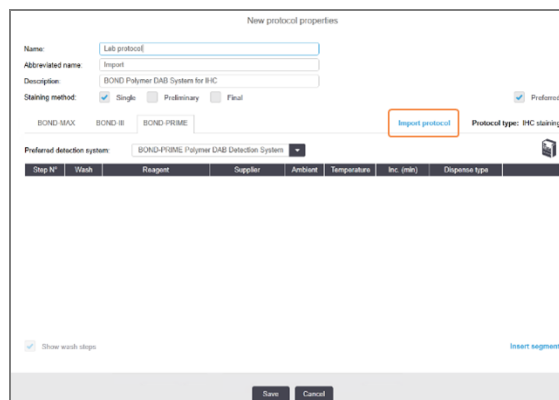 New protocol properties
Name: Lab protocol
Abbreviated name: Import
Description: BOND Polymer DAB System for IHC
Staining method: Single Preliminary Final Preferred
BOND-MAX BOND-III BOND-PRIME Import protocol Protocol type: IHC staining
Preferred detection system: BOND-PRIME Polymer DAB Detection System
Step N° Wash Reagent Supplier Ambient Temperature Inc. (min) Dispense type
Show wash steps Insert segment
Save Cancel